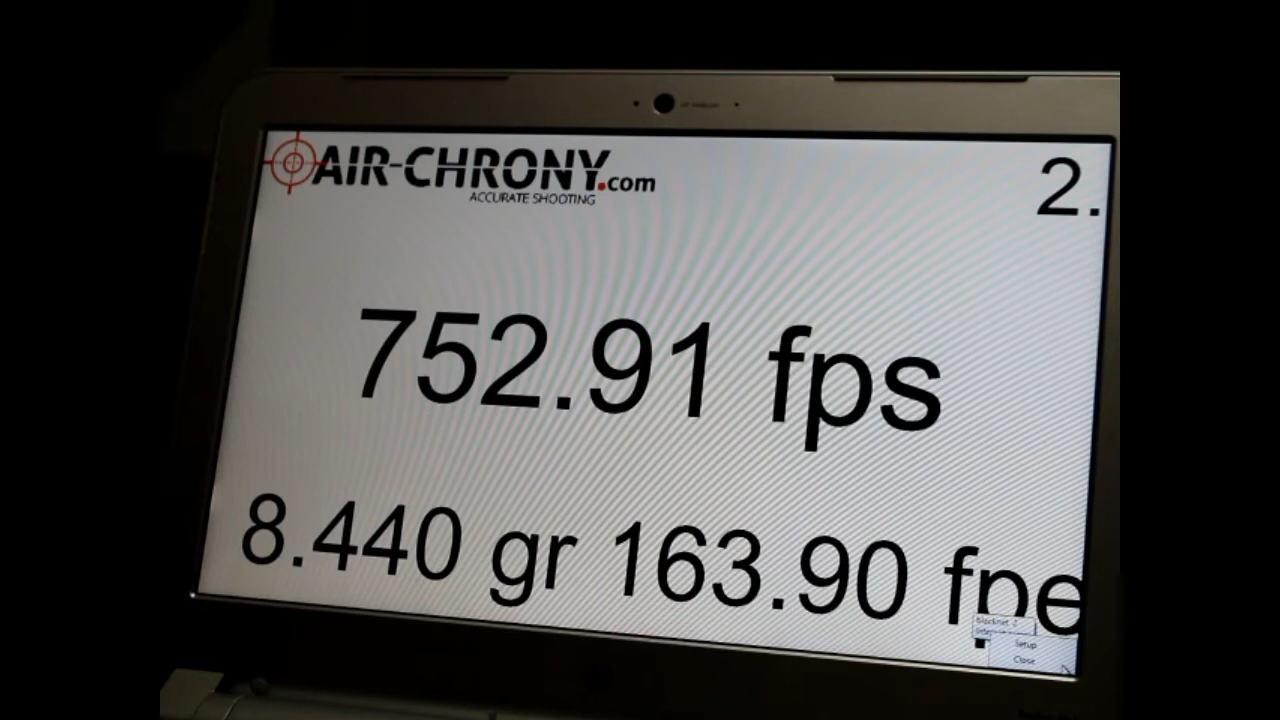 AIR-CHRONY.com
ACCURATE SHOOTING
2.
752.91 fps
8.440 gr 163.90 fpe
Setup
Close